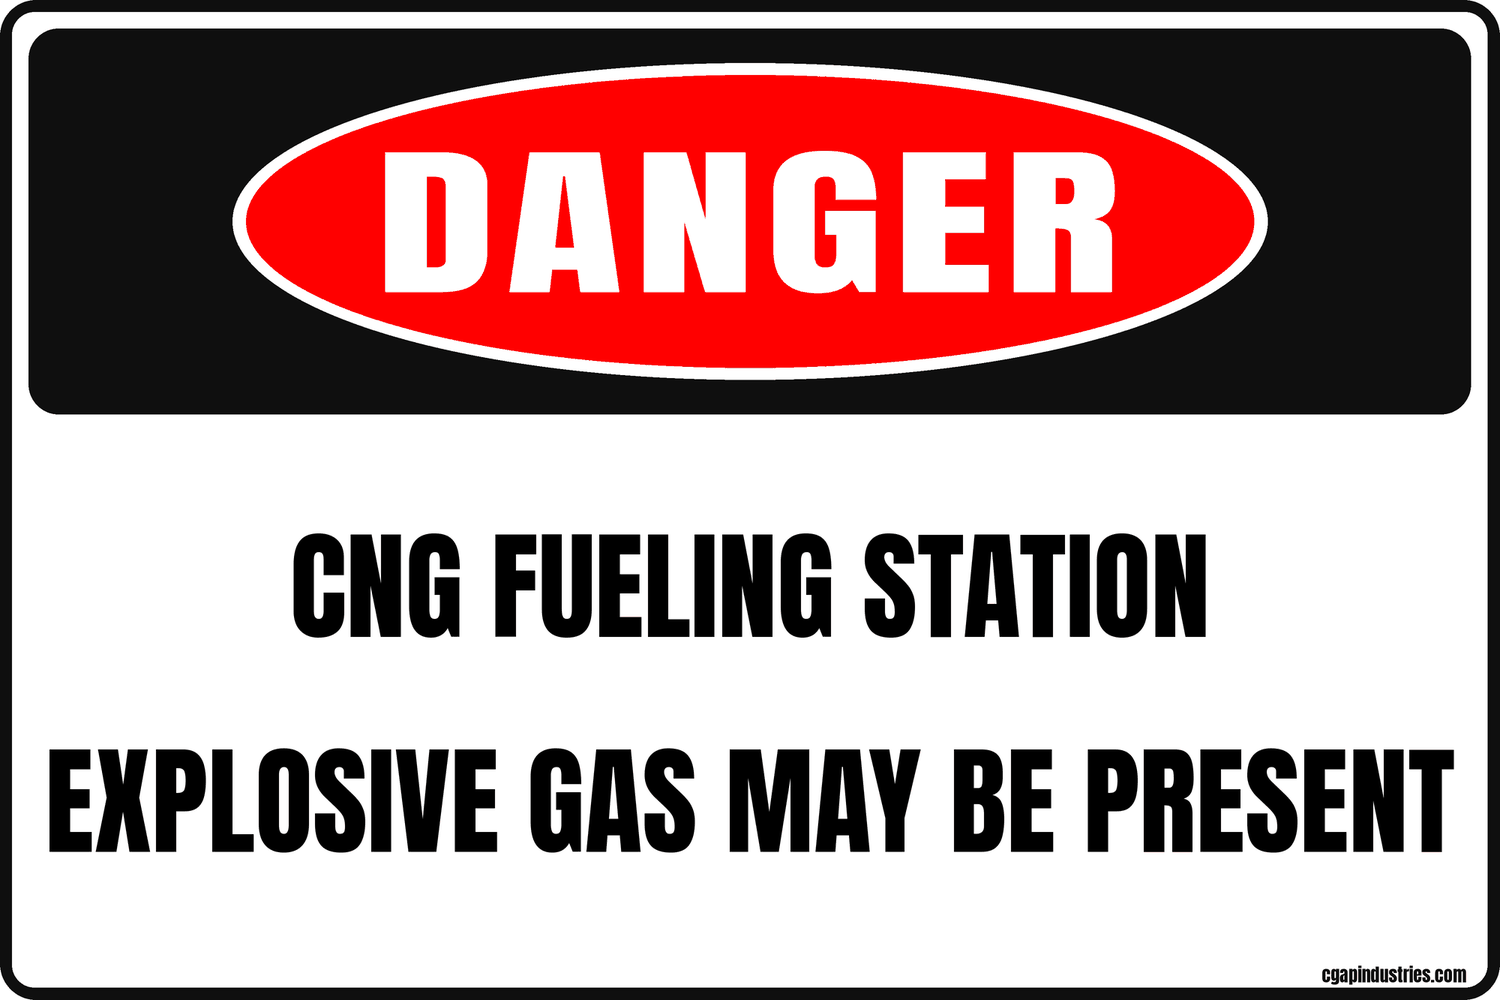 DANGER
CNG FUELING STATION
EXPLOSIVE GAS MAY BE PRESENT
cgapindustries.com